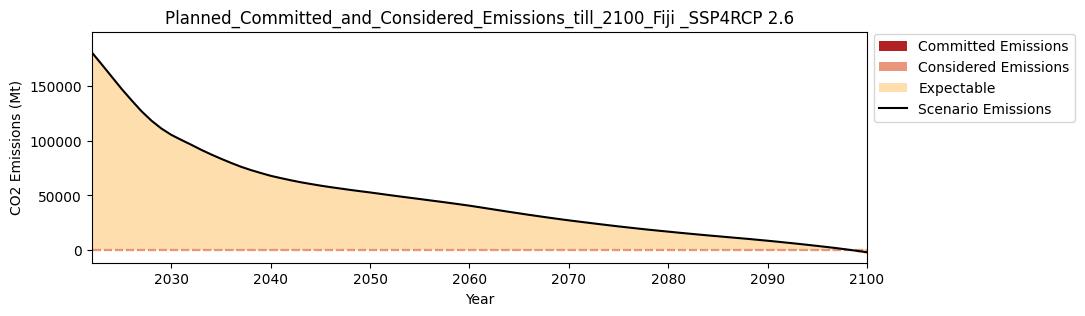 Planned_Committed_and_Considered_Emissions_till_2100_Fiji _SSP4RCP 2.6
Committed Emissions
Considered Emissions
Expectable
Scenario Emissions
CO2 Emissions (Mt)
150000
100000
50000
0
2030 2040 2050 2060 2070 2080 2090 2100
Year